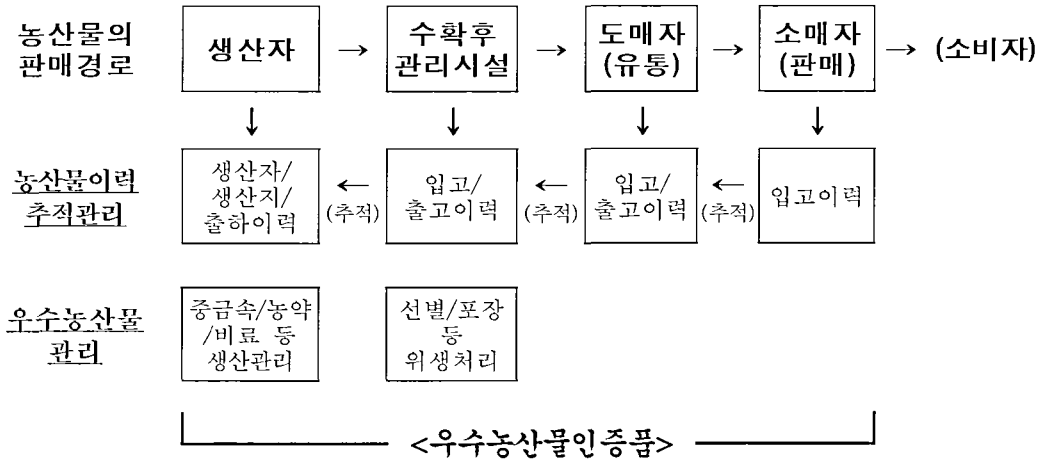 농산물의
판매경로
생산자 → 수확후
관리시설 → 도매자
(유통) → 소매자
(판매) → (소비자)
↓ ↓ ↓ ↓
농산물이력
추적관리
생산자/
생산지/
출하이력
←
(추적)
입고/
출고이력
←
(추적)
입고/
출고이력
←
(추적)
입고이력
우수농산물
관리
중금속/농약
/비료 등
생산관리
선별/포장
등
위생처리
<우수농산물인증품>